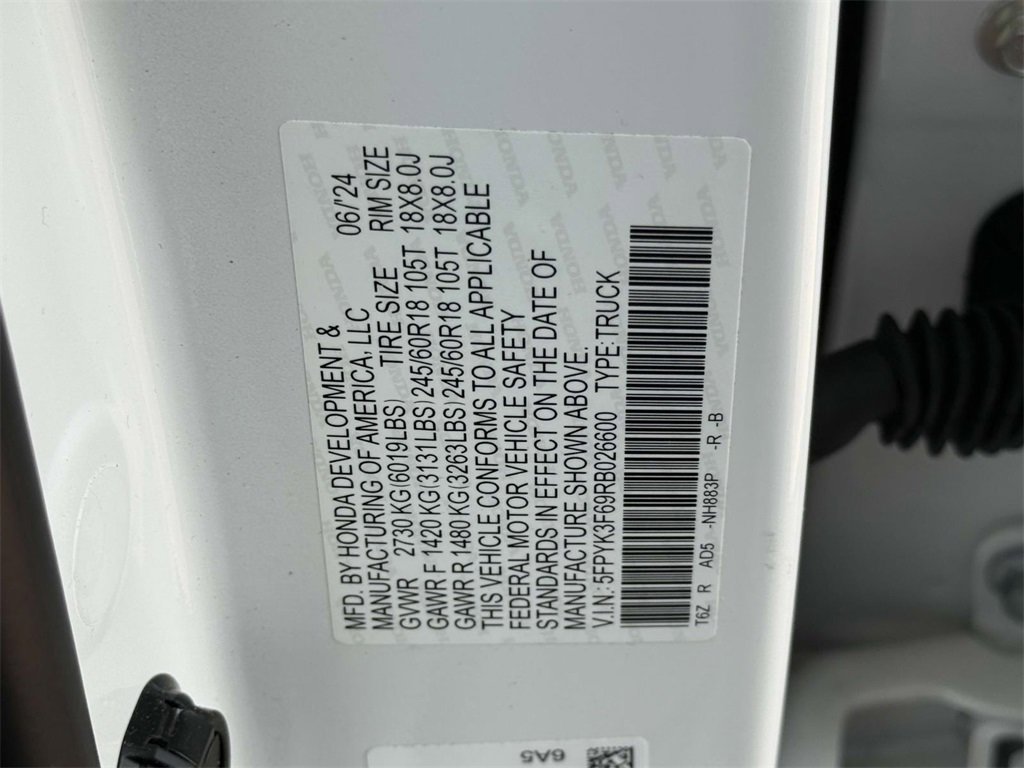 MFD. BY HONDA DEVELOPMENT & 06/'24
MANUFACTURING OF AMERICA, LLC
GVWR 2730 KG(6019LBS) TIRE SIZE RIM SIZE
GAWR F 1420 KG(3131LBS) 245/60R18 105T 18X8.0J
GAWR R 1480 KG(3263LBS) 245/60R18 105T 18X8.0J
THIS VEHICLE CONFORMS TO ALL APPLICABLE
FEDERAL MOTOR VEHICLE SAFETY
STANDARDS IN EFFECT ON THE DATE OF
MANUFACTURE SHOWN ABOVE.
V.I.N.: 5FPYK3F69RB026600 TYPE: TRUCK
T6Z R AD5 -NH883P -R -B
HONDA
6A5